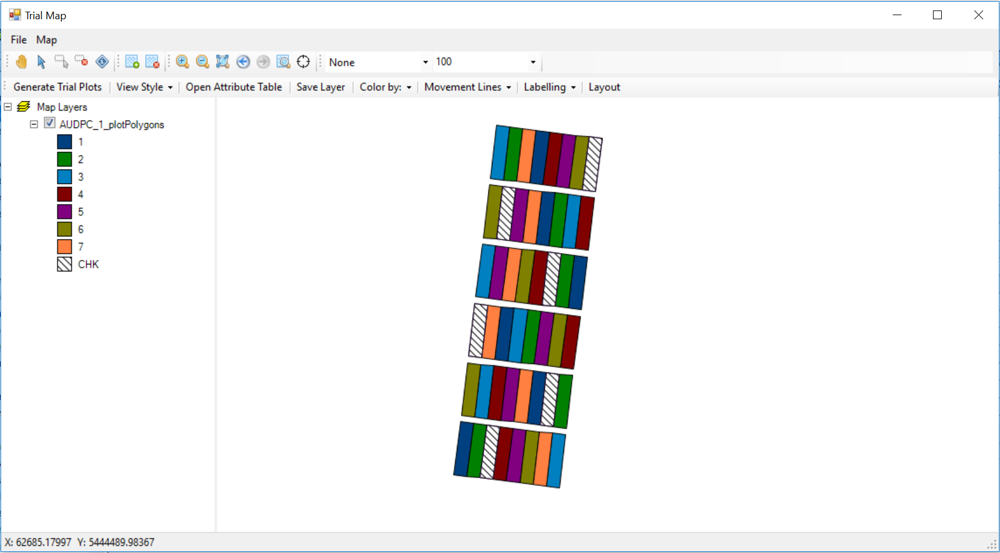 Trial Map
File Map
None 100
Generate Trial Plots View Style Open Attribute Table Save Layer Color by: Movement Lines Labelling Layout
Map Layers
AUDPC_1_plotPolygons
1
2
3
4
5
6
7
CHK
X: 62685.17997 Y: 5444489.98367